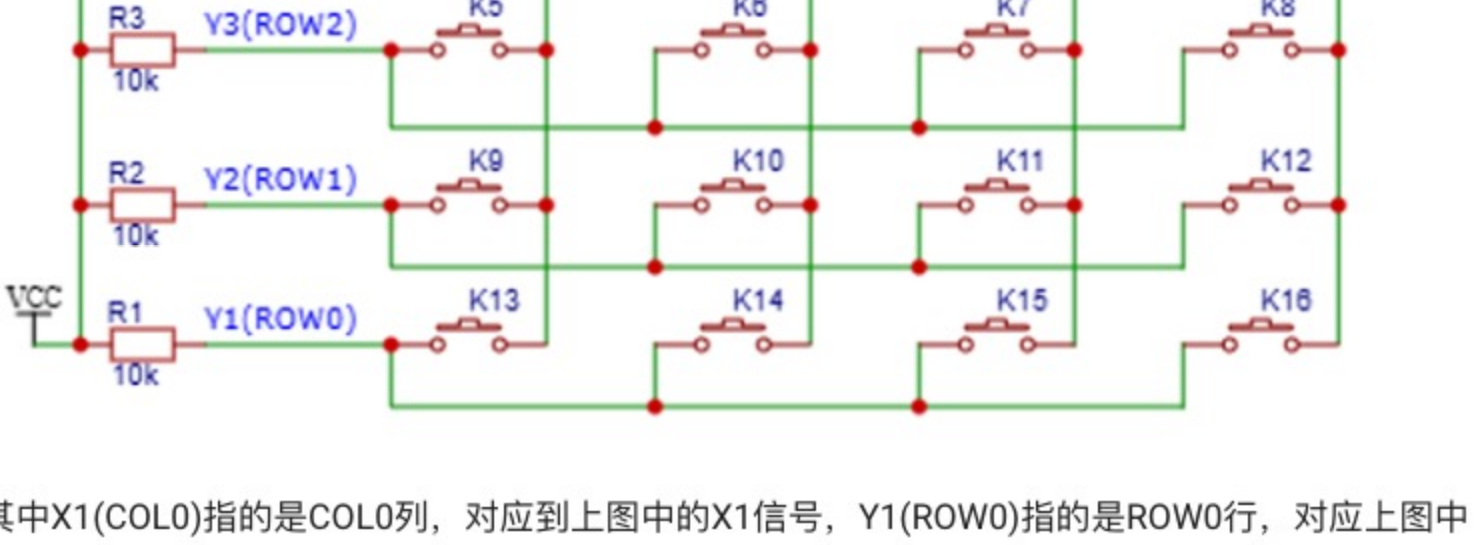 R3 Y3(ROW2) K5 K6 K7 K8
10k
R2 Y2(ROW1) K9 K10 K11 K12
10k
VCC R1 Y1(ROW0) K13 K14 K15 K16
10k
其中X1(COL0)指的是COL0列，对应到上图中的X1信号，Y1(ROW0)指的是ROW0行，对应上图中